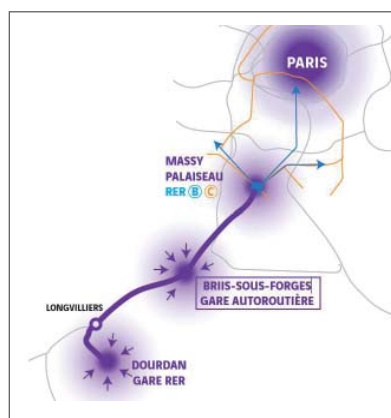 PARIS
MASSY
PALAISEAU
RER B C
BRIIS-SOUS-FORGES
GARE AUTOROUTIÈRE
LONGVILLIERS
DOURDAN
GARE RER